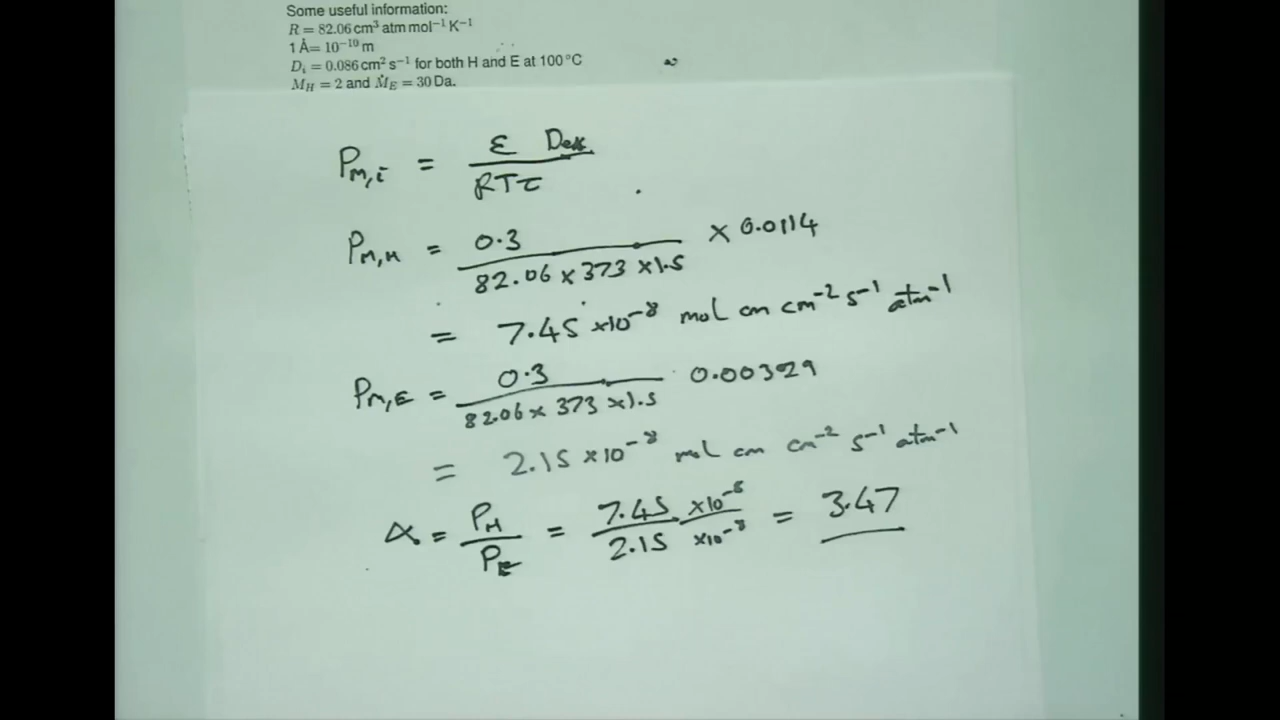 Some useful information:
R = 82.06 cm³ atm mol⁻¹ K⁻¹
1 Å= 10⁻¹⁰ m
Dᵢ = 0.086 cm² s⁻¹ for both H and E at 100 °C
M_H = 2 and M_E = 30 Da.
P_M,i = ε D_eff / RTτ
P_M,H = 0.3 / 82.06 × 373 × 1.5 × 0.0114
= 7.45 ×10⁻⁸ mol cm cm⁻² s⁻¹ atm⁻¹
P_M,E = 0.3 / 82.06 × 373 × 1.5 0.00329
= 2.15 ×10⁻⁸ mol cm cm⁻² s⁻¹ atm⁻¹
α = P_H / P_E = 7.45 ×10⁻⁸ / 2.15 ×10⁻⁸ = 3.47